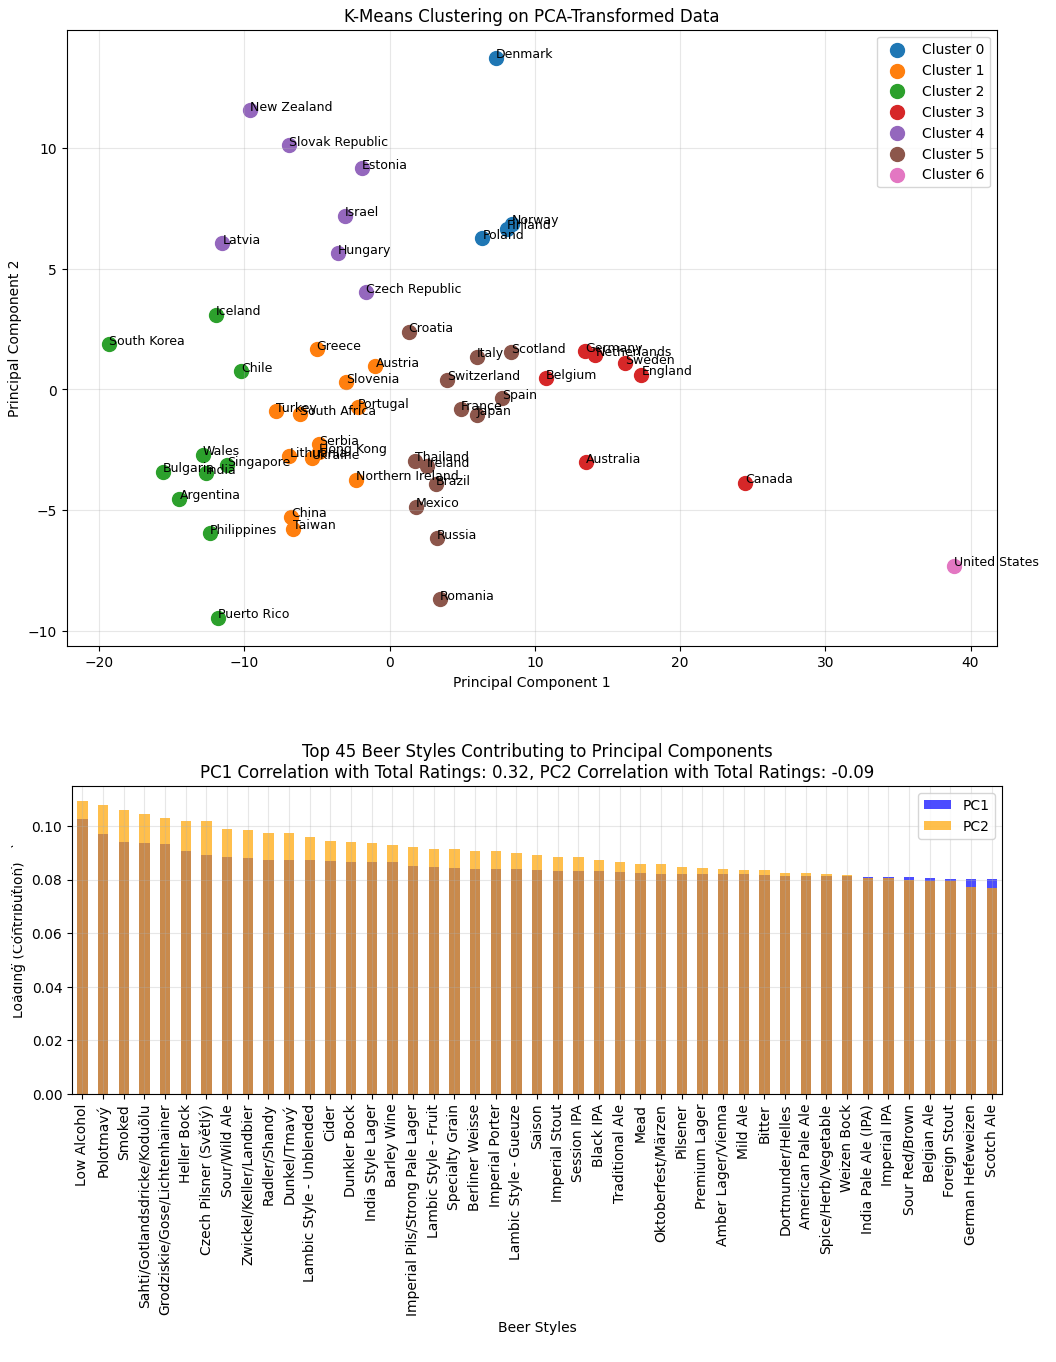 K-Means Clustering on PCA-Transformed Data
Principal Component 2
10
5
0
−5
−10
Denmark
New Zealand
Slovak Republic
Estonia
Israel
Norway
Finland
Poland
Latvia
Hungary
Czech Republic
Iceland
South Korea
Croatia
Greece
Italy
Scotland
Germany
Netherlands
Sweden
England
Chile
Austria
Slovenia
Switzerland
Belgium
Spain
Turkey
South Africa
Portugal
France
Japan
Serbia
Hong Kong
Lithuania
Ukraine
Wales
Singapore
Bulgaria
India
Thailand
Ireland
Brazil
Northern Ireland
Australia
Canada
Argentina
Mexico
China
Taiwan
Philippines
Russia
United States
Romania
Puerto Rico
Cluster 0
Cluster 1
Cluster 2
Cluster 3
Cluster 4
Cluster 5
Cluster 6
−20
−10
0
10
20
30
40
Principal Component 1
Top 45 Beer Styles Contributing to Principal Components
PC1 Correlation with Total Ratings: 0.32, PC2 Correlation with Total Ratings: -0.09
Loading (Contribution)
0.10
0.08
0.06
0.04
0.02
0.00
PC1
PC2
Low Alcohol
Polotmavý
Smoked
Sahti/Gotlandsdricke/Koduõlu
Grodziskie/Gose/Lichtenhainer
Heller Bock
Czech Pilsner (Světlý)
Sour/Wild Ale
Zwickel/Keller/Landbier
Radler/Shandy
Dunkel/Tmavý
Lambic Style - Unblended
Cider
Dunkler Bock
India Style Lager
Barley Wine
Imperial Pils/Strong Pale Lager
Lambic Style - Fruit
Specialty Grain
Berliner Weisse
Imperial Porter
Lambic Style - Gueuze
Saison
Imperial Stout
Session IPA
Black IPA
Traditional Ale
Mead
Oktoberfest/Märzen
Pilsener
Premium Lager
Amber Lager/Vienna
Mild Ale
Bitter
Dortmunder/Helles
American Pale Ale
Spice/Herb/Vegetable
Weizen Bock
India Pale Ale (IPA)
Imperial IPA
Sour Red/Brown
Belgian Ale
Foreign Stout
German Hefeweizen
Scotch Ale
Beer Styles